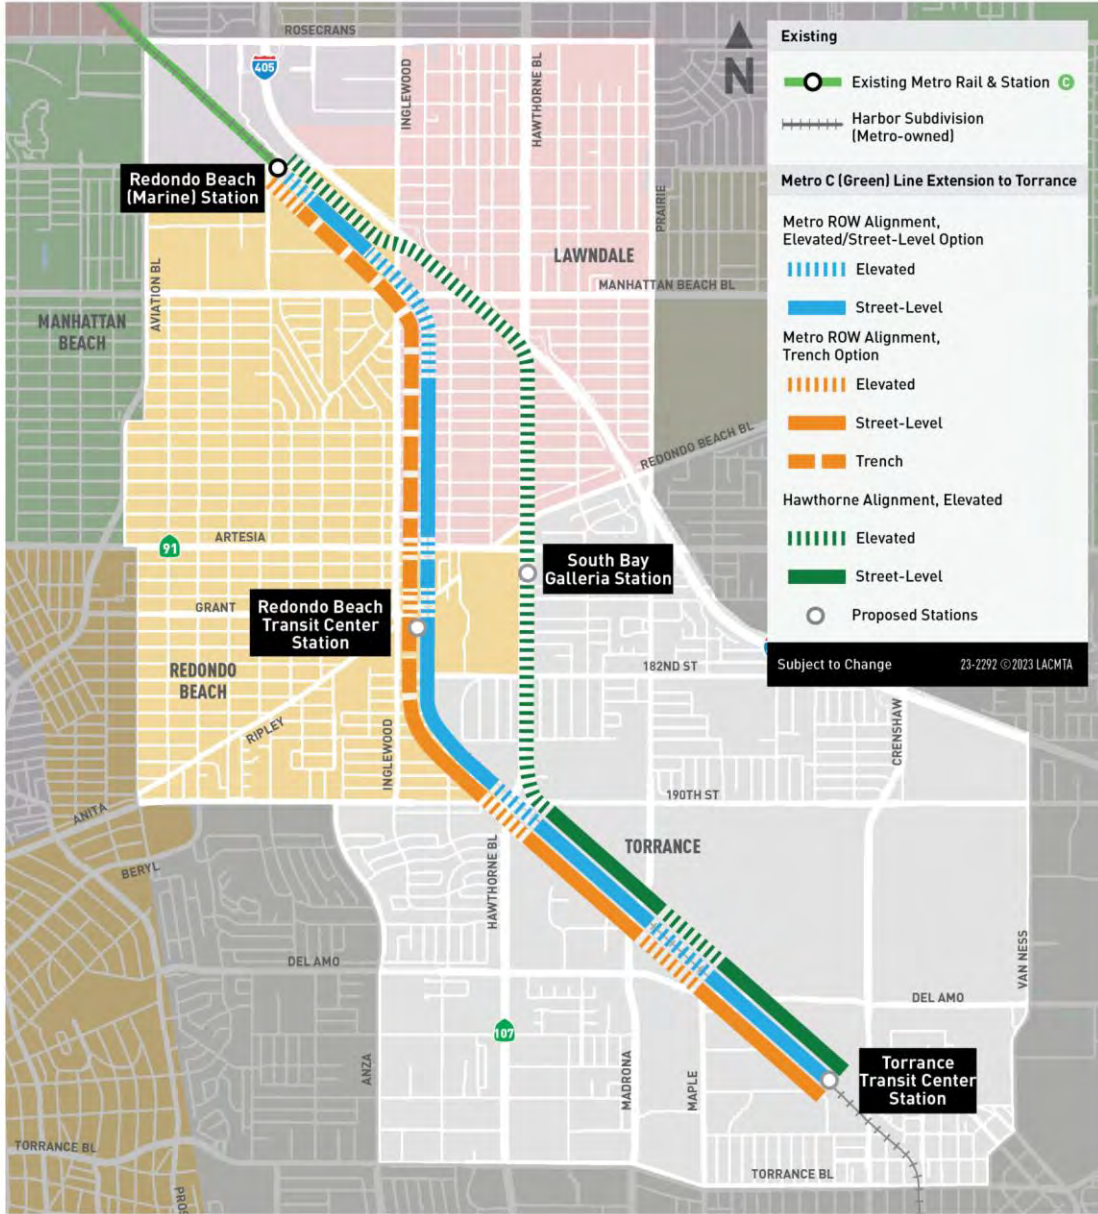 ROSECRANS
405
INGLEWOOD
HAWTHORNE BL
N
Existing
Existing Metro Rail & Station C
Harbor Subdivision
(Metro-owned)
Metro C (Green) Line Extension to Torrance
Metro ROW Alignment,
Elevated/Street-Level Option
Elevated
Street-Level
Metro ROW Alignment,
Trench Option
Elevated
Street-Level
Trench
Hawthorne Alignment, Elevated
Elevated
Street-Level
Proposed Stations
Subject to Change 23-2292 ©2023 LACMTA
Redondo Beach
(Marine) Station
PRAIRIE
LAWNDALE
AVIATION BL
MANHATTAN BEACH BL
MANHATTAN
BEACH
REDONDO BEACH BL
91
ARTESIA
South Bay
Galleria Station
GRANT
Redondo Beach
Transit Center
Station
REDONDO
BEACH
182ND ST
RIPLEY
INGLEWOOD
CRENSHAW
190TH ST
ANITA
TORRANCE
BERYL
HAWTHORNE BL
DEL AMO
VAN NESS
DEL AMO
107
ANZA
MADRONA
MAPLE
Torrance
Transit Center
Station
TORRANCE BL
TORRANCE BL